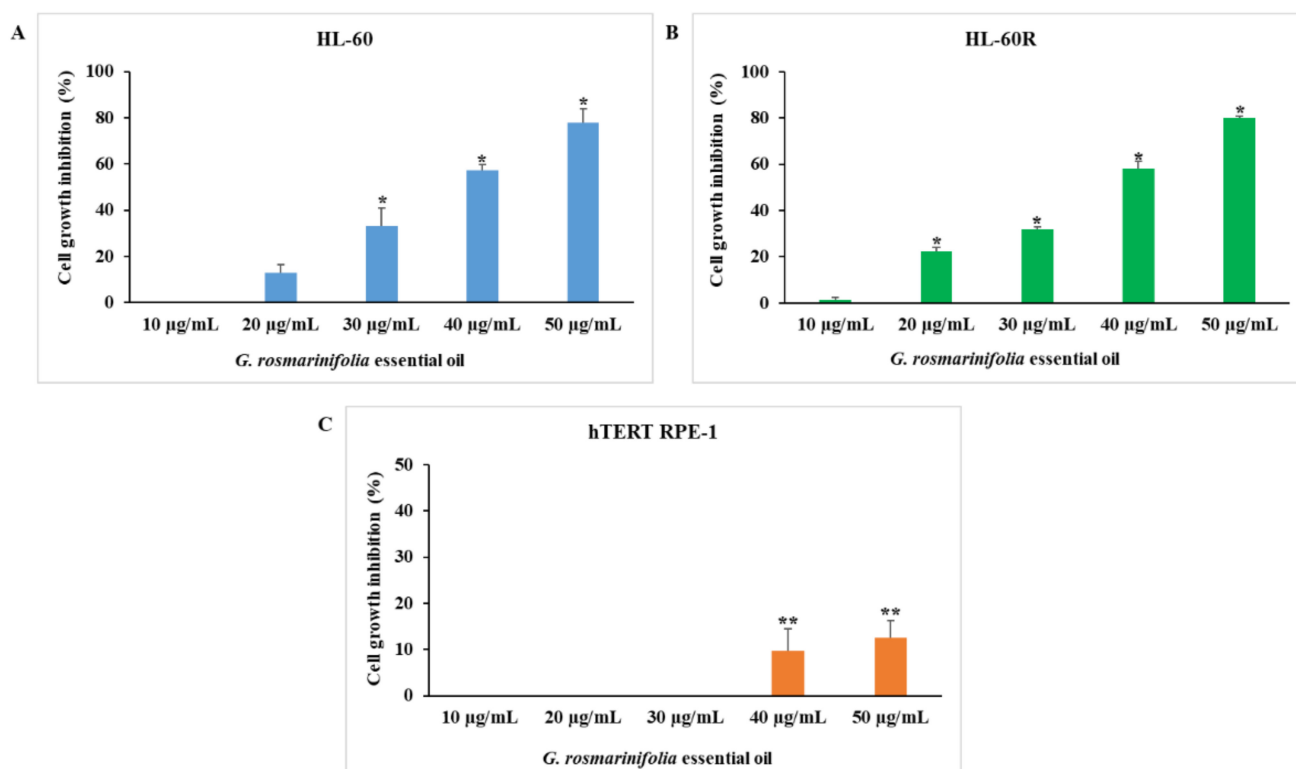 A
HL-60
Cell growth inhibition (%)
100
80
60
40
20
0
*
*
*
10 µg/mL 20 µg/mL 30 µg/mL 40 µg/mL 50 µg/mL
G. rosmarinifolia essential oil
B
HL-60R
Cell growth inhibition (%)
100
80
60
40
20
0
*
*
*
*
10 µg/mL 20 µg/mL 30 µg/mL 40 µg/mL 50 µg/mL
G. rosmarinifolia essential oil
C
hTERT RPE-1
Cell growth inhibition (%)
50
40
30
20
10
0
**
**
10 µg/mL 20 µg/mL 30 µg/mL 40 µg/mL 50 µg/mL
G. rosmarinifolia essential oil